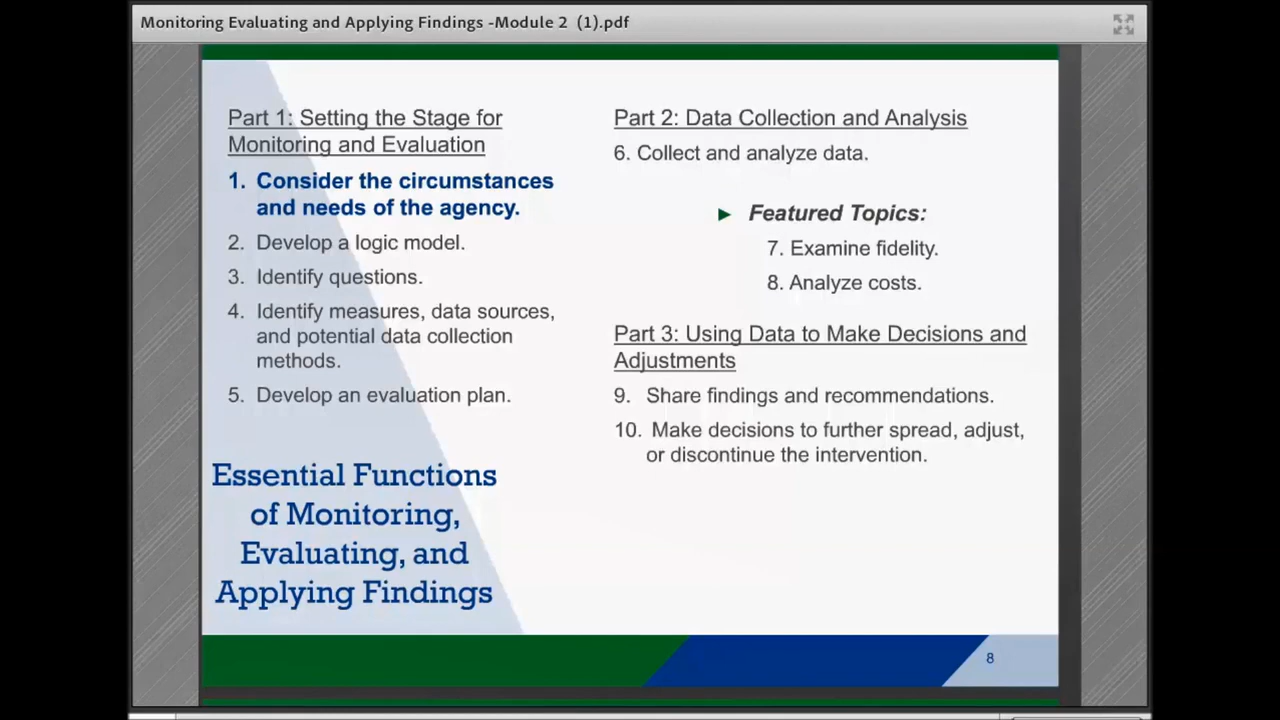 Monitoring Evaluating and Applying Findings -Module 2 (1).pdf
Part 1: Setting the Stage for
Monitoring and Evaluation
1. Consider the circumstances
and needs of the agency.
2. Develop a logic model.
3. Identify questions.
4. Identify measures, data sources,
and potential data collection
methods.
5. Develop an evaluation plan.
Essential Functions
of Monitoring,
Evaluating, and
Applying Findings
Part 2: Data Collection and Analysis
6. Collect and analyze data.
► Featured Topics:
7. Examine fidelity.
8. Analyze costs.
Part 3: Using Data to Make Decisions and
Adjustments
9. Share findings and recommendations.
10. Make decisions to further spread, adjust,
or discontinue the intervention.
8